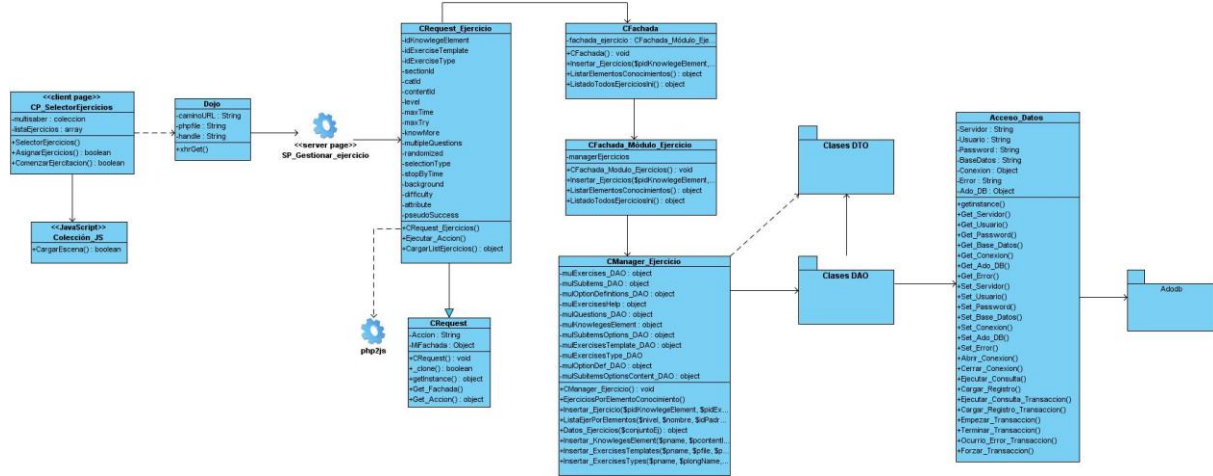 <<client page>>
CP_SelectorEjercicios
-multisaber : coleccion
-listaEjercicios : array
+SelectorEjercicios()
+AsignarEjercicios() : boolean
+ComenzarEjercitacion() : boolean
<<JavaScript>>
Colección_JS
+CargarEscena() : boolean
Dojo
-caminoURL : String
-phpfile : String
-handle : String
+xhrGet()
<<server page>>
SP_Gestionar_ejercicio
CRequest_Ejercicio
-idKnowlegeElement
-idExerciseTemplate
-idExerciseType
-sectionId
-catId
-contentId
-level
-maxTime
-maxTry
-knowMore
-multipleQuestions
-randomized
-selectionType
-stopByTime
-background
-difficulty
-attribute
-pseudoSuccess
+CRequest_Ejercicios()
+Ejecutar_Accion()
+CargarListEjercicios() : object
php2js
CRequest
-Accion : String
-MiFachada : Object
+CRequest() : void
+_clone() : boolean
+getInstance() : object
+Get_Fachada()
+Get_Accion() : object
CFachada
-fachada_ejercicio : CFachada_Módulo_Eje...
+CFachada() : void
+Insertar_Ejercicios($pidKnowlegeElement,...
+ListarElementosConocimientos() : object
+ListadoTodosEjerciciosIni() : object
CFachada_Módulo_Ejercicio
-managerEjercicios
+CFachada_Modulo_Ejercicios() : void
+Insertar_Ejercicios($pidKnowlegeElement,...
+ListarElementosConocimientos() : object
+ListadoTodosEjerciciosIni() : object
CManager_Ejercicio
-mulExercises_DAO : object
-mulSubitems_DAO : object
-mulOptionDefinitions_DAO : object
-mulExercisesHelp : object
-mulQuestions_DAO : object
-mulKnowlegesElement : object
-mulSubitemsOptions_DAO : object
-mulExercisesTemplate_DAO : object
-mulExercisesType_DAO
-mulOptionDef_DAO : object
-mulSubitemsOptionsContent_DAO : object
+CManager_Ejercicio() : void
+EjerciciosPorElementoConocimiento()
+Insertar_Ejercicio($pidKnowlegeElement, $pidEx...
+ListaEjerPorElementos($nivel, $nombre, $idPadr...
+Datos_Ejercicios($conjuntoEj) : object
+Insertar_KnowlegesElement($pname, $pcontentI...
+Insertar_ExercisesTemplates($pname, $pfile, $p...
+Insertar_ExercisesTypes($pname, $plongName,...
Clases DTO
Clases DAO
Acceso_Datos
-Servidor : String
-Usuario : String
-Password : String
-BaseDatos : String
-Conexion : Object
-Error : String
-Ado_DB : Object
+getinstance()
+Get_Servidor()
+Get_Usuario()
+Get_Password()
+Get_Base_Datos()
+Get_Conexion()
+Get_Ado_DB()
+Get_Error()
+Set_Servidor()
+Set_Usuario()
+Set_Password()
+Set_Base_Datos()
+Set_Conexion()
+Set_Ado_DB()
+Set_Error()
+Abrir_Conexion()
+Cerrar_Conexion()
+Ejecutar_Consulta()
+Cargar_Registro()
+Ejecutar_Consulta_Transaccion()
+Cargar_Registro_Transaccion()
+Empezar_Transaccion()
+Terminar_Transaccion()
+Ocurrio_Error_Transaccion()
+Forzar_Transaccion()
Adodb